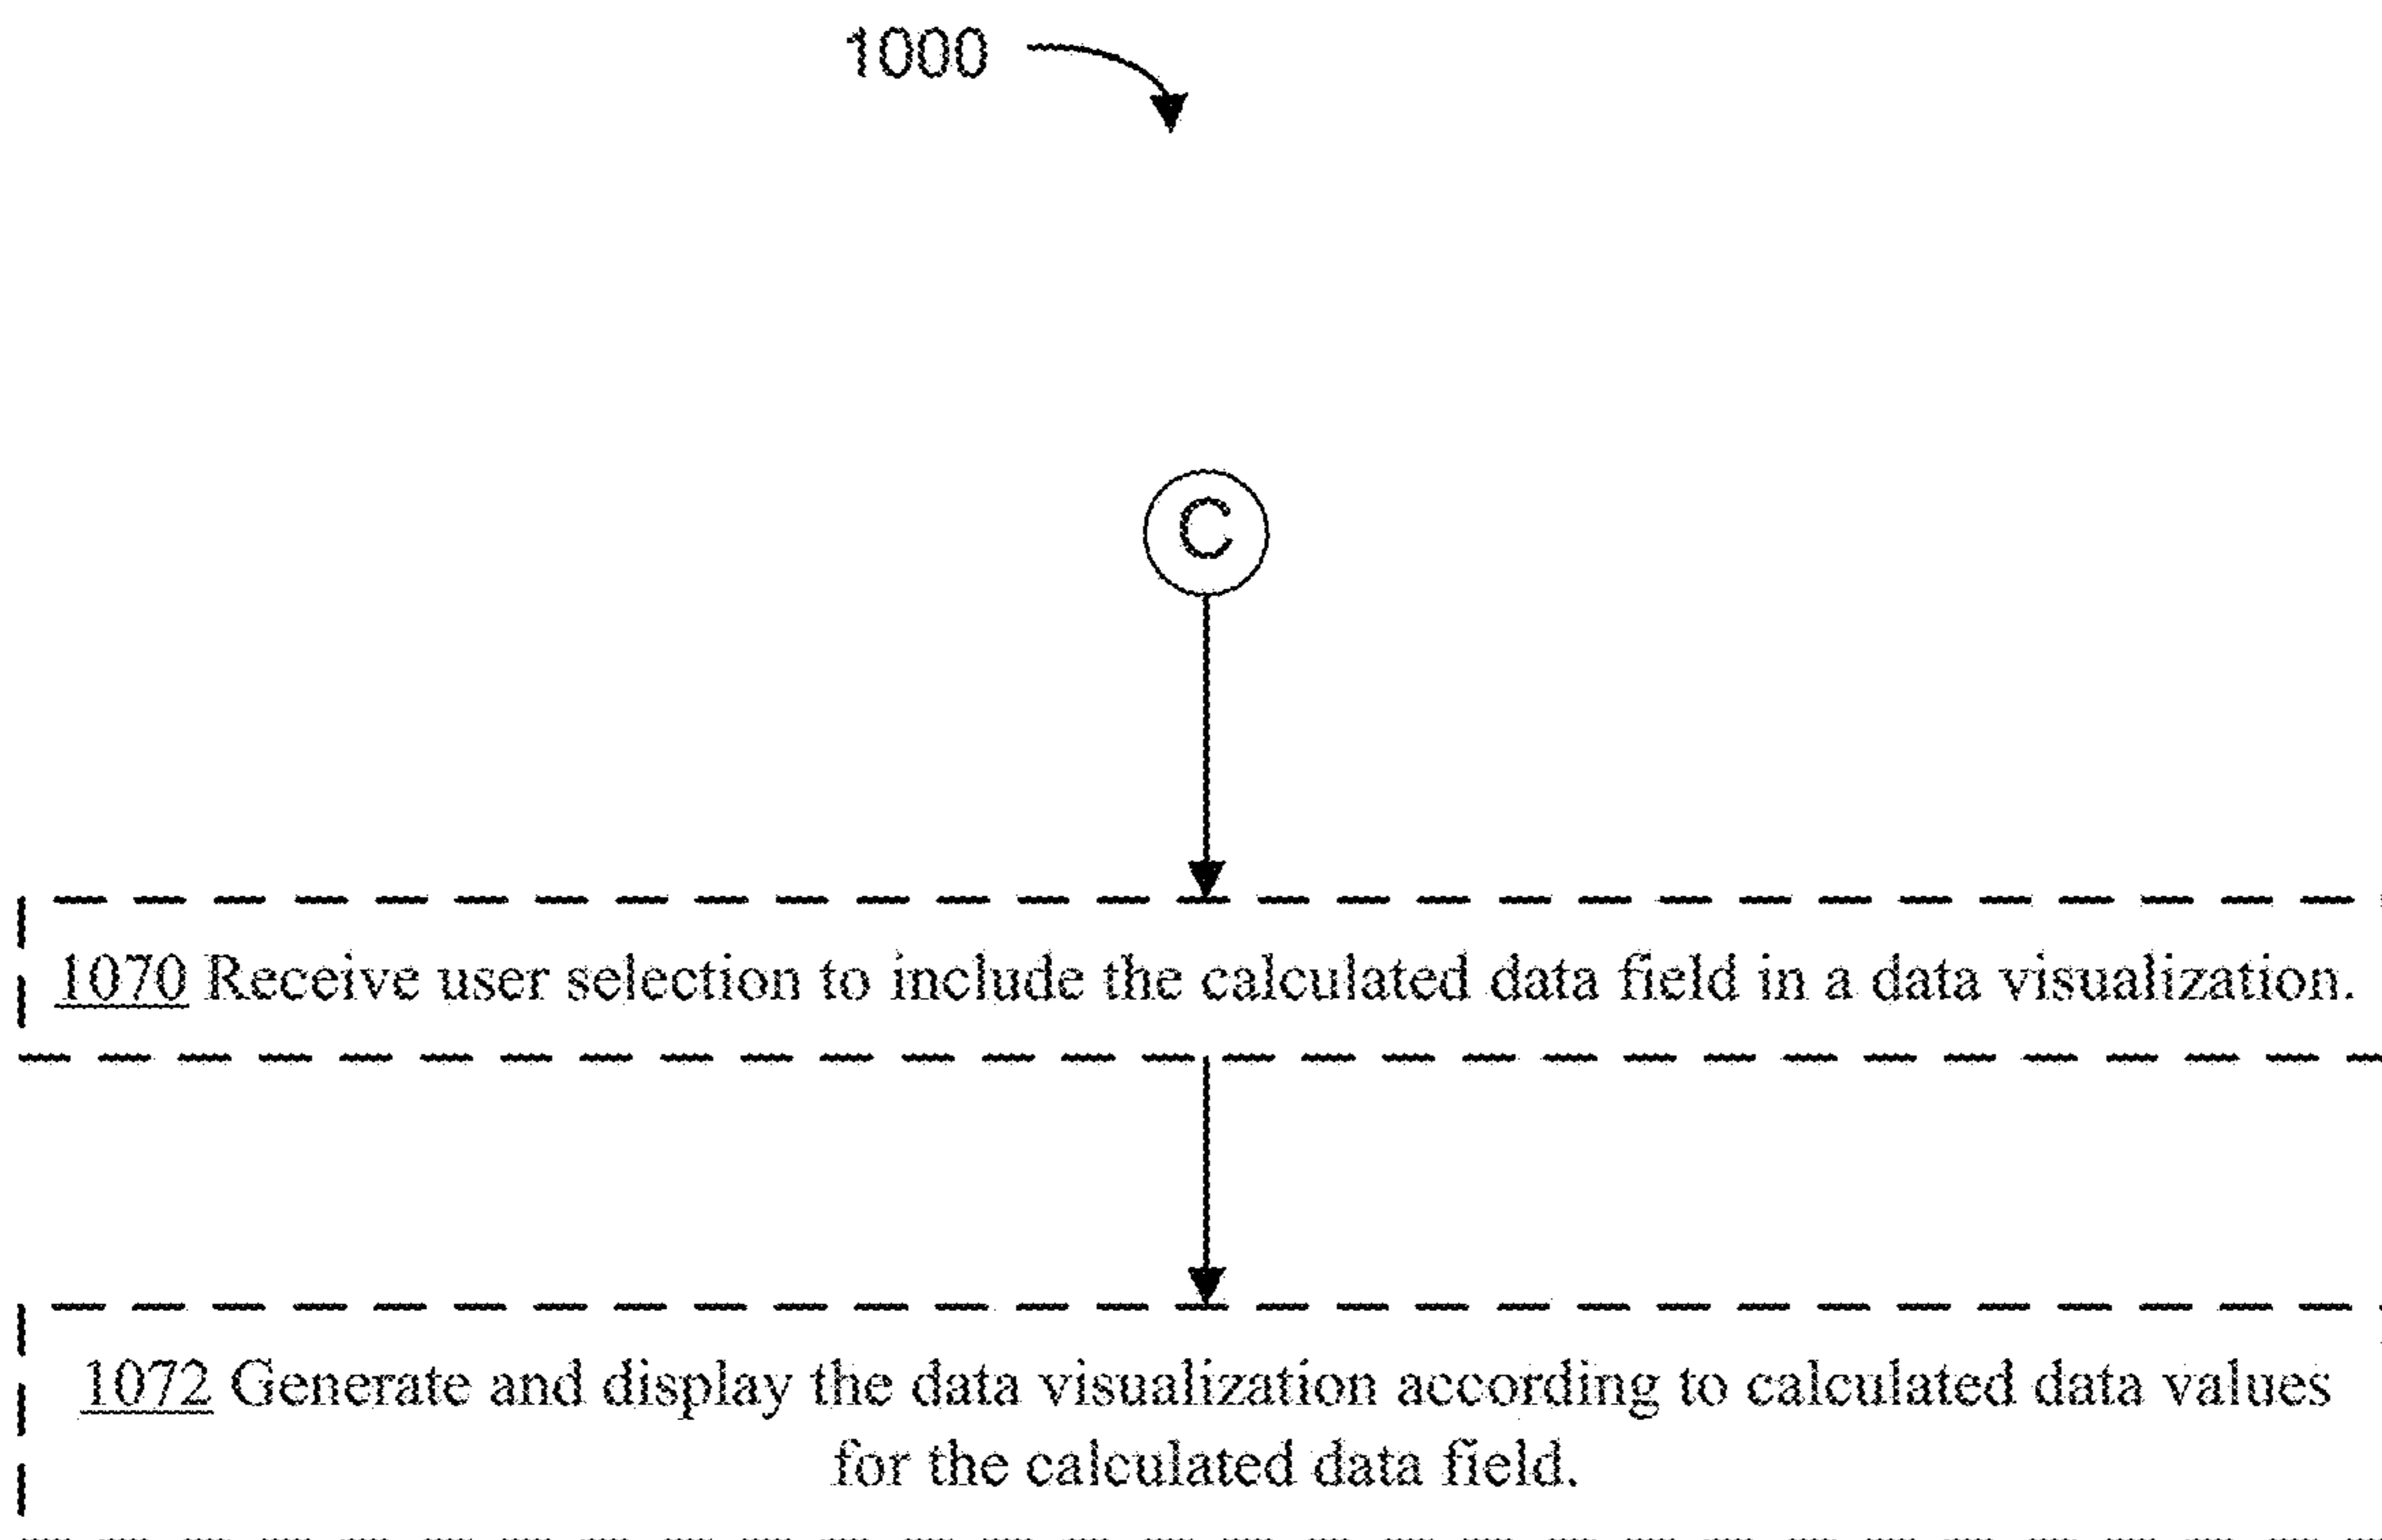 1000
C
1070 Receive user selection to include the calculated data field in a data visualization.
1072 Generate and display the data visualization according to calculated data values
for the calculated data field.